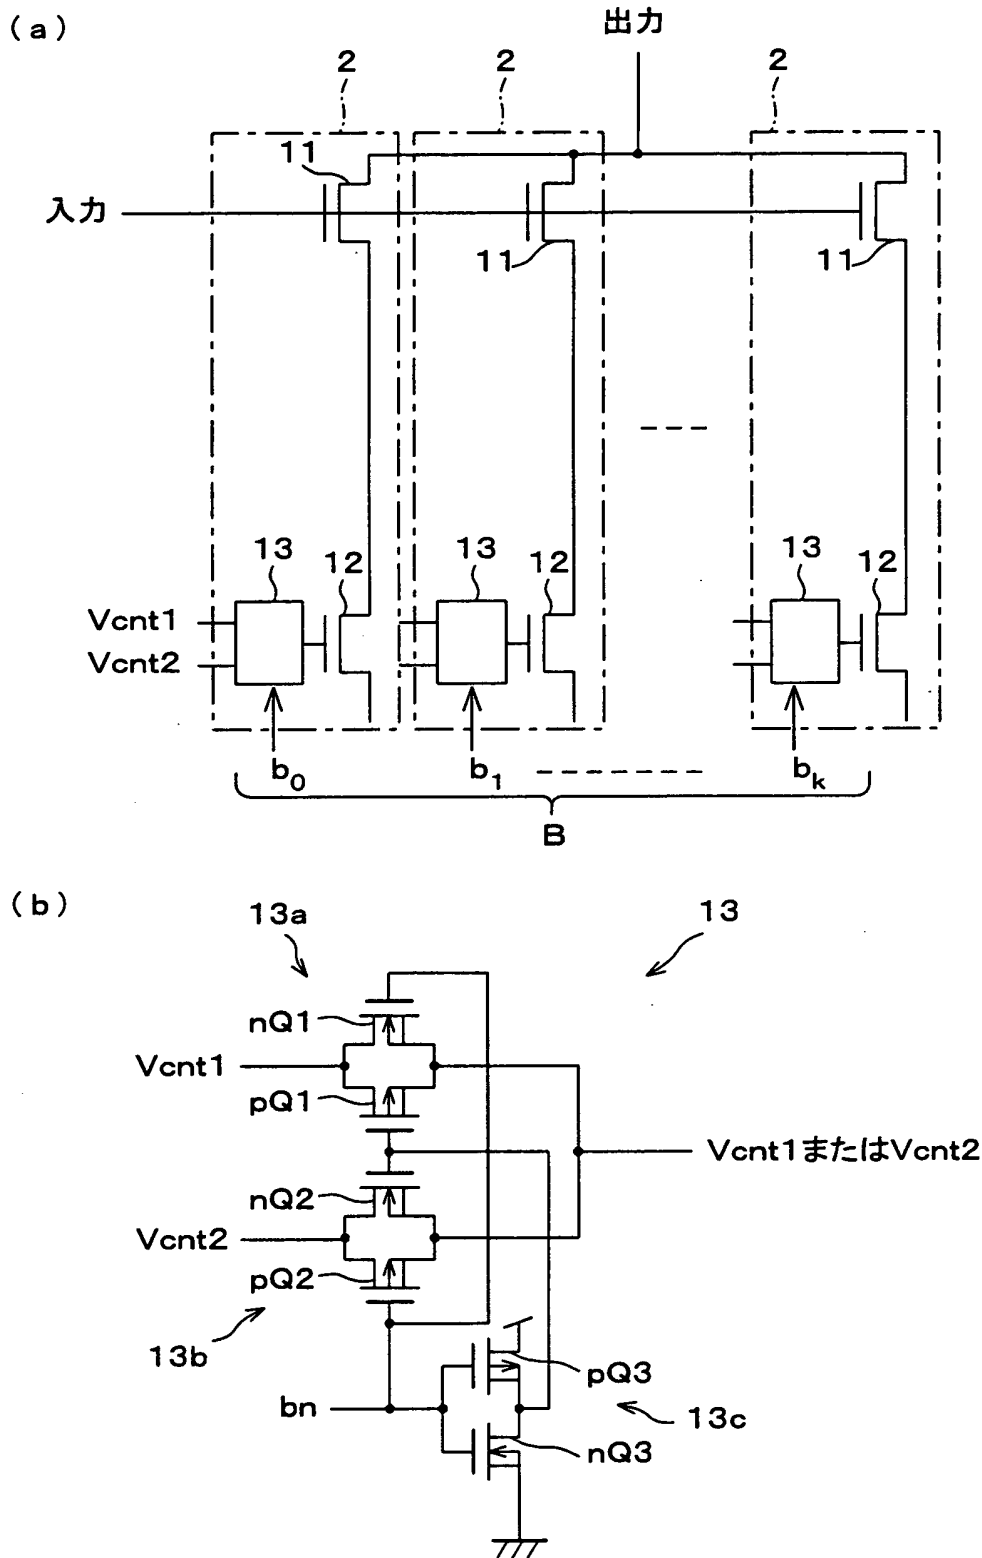 (a)
出力
2 2 2
11
入力
11 11
13 12 13 12 13 12
Vcnt1
Vcnt2
b0 b1 bk
B
(b)
13a 13
nQ1
Vcnt1
pQ1
Vcnt1またはVcnt2
nQ2
Vcnt2
pQ2
13b
pQ3
bn
13c
nQ3